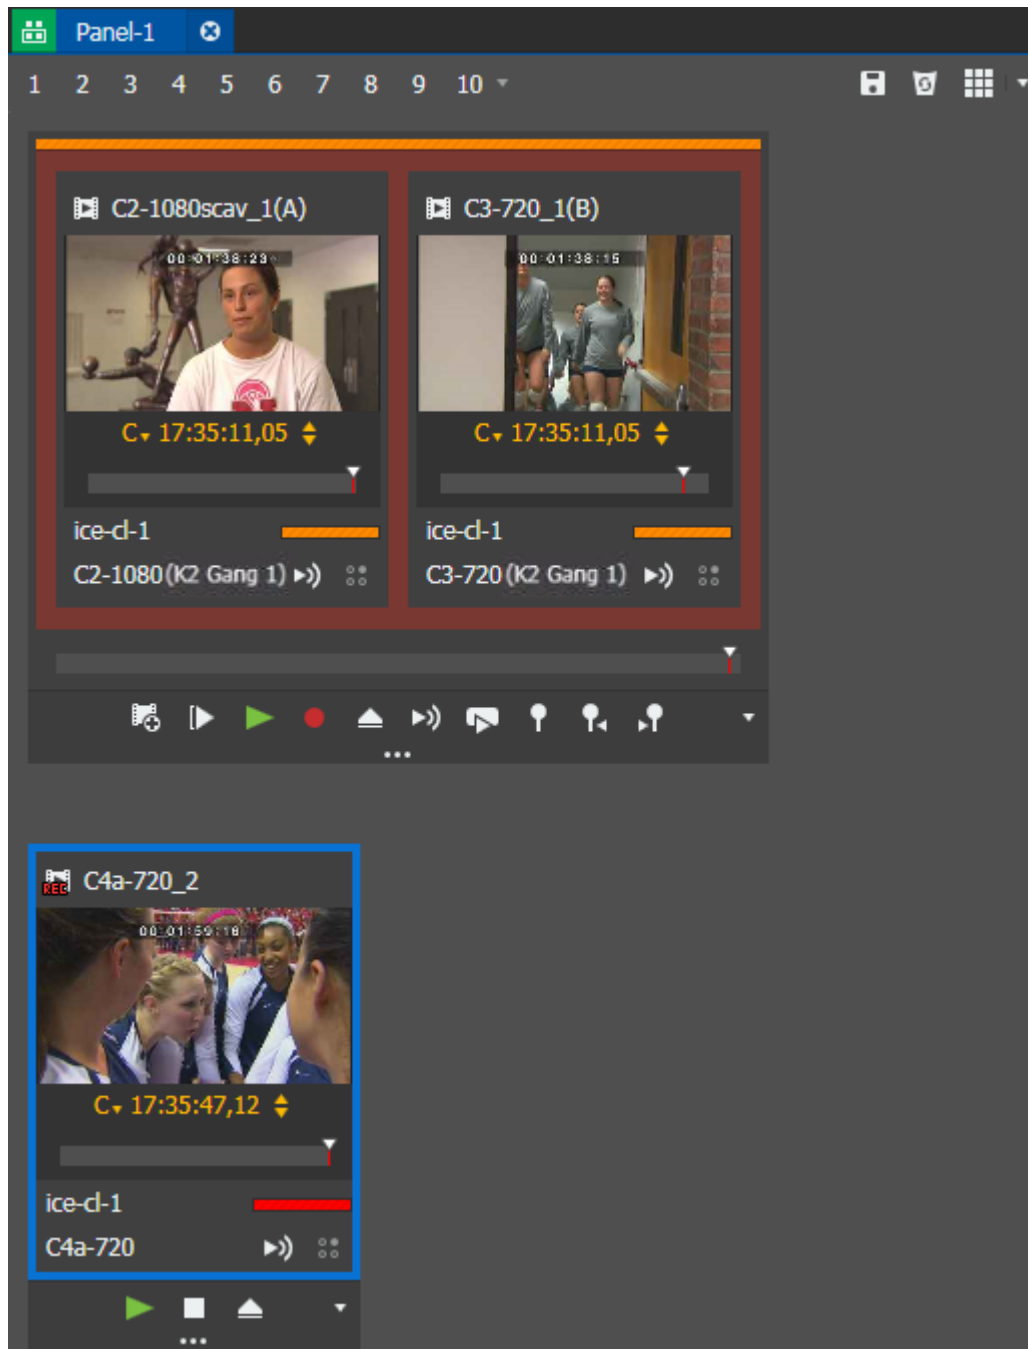 Panel-1
1 2 3 4 5 6 7 8 9 10
C2-1080scav_1(A)
00:01:38:23
C 17:35:11,05
ice-cl-1
C2-1080 (K2 Gang 1)
C3-720_1(B)
00:01:38:15
C 17:35:11,05
ice-cl-1
C3-720 (K2 Gang 1)
REC C4a-720_2
00:01:59:18
C 17:35:47,12
ice-cl-1
C4a-720